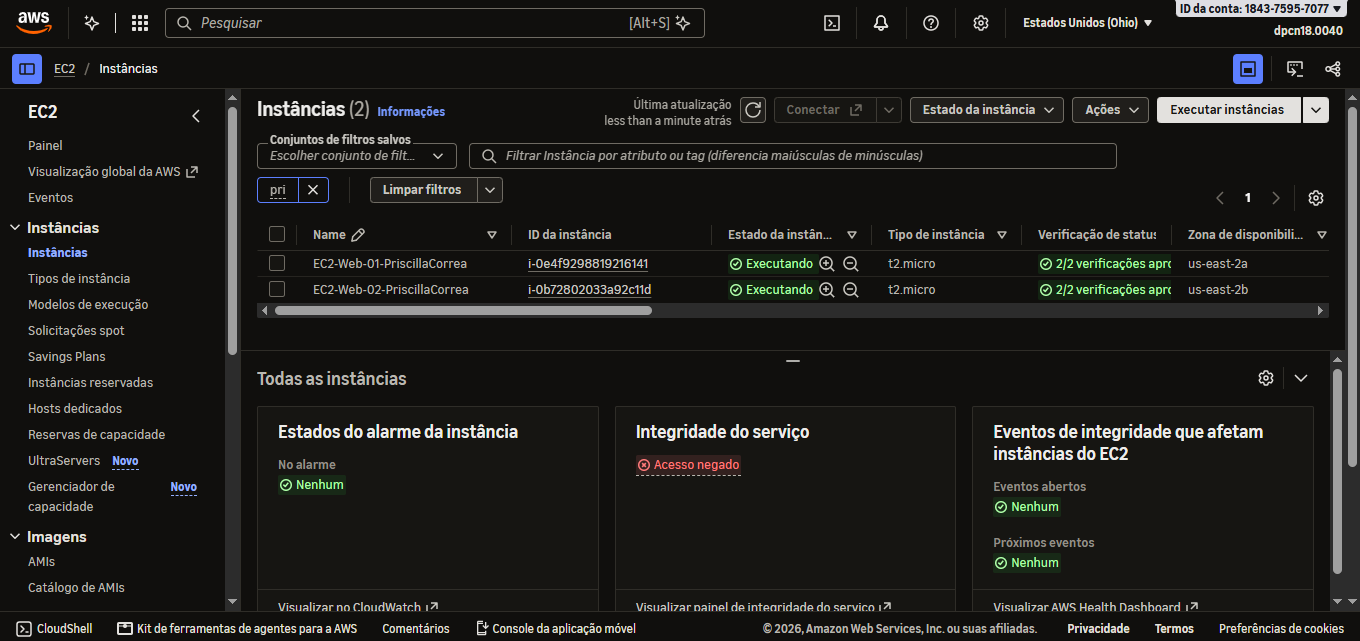 aws
Pesquisar
[Alt+S]
Estados Unidos (Ohio)
ID da conta: 1843-7595-7077
dpcn18.0040
EC2 / Instâncias
EC2
Painel
Visualização global da AWS
Eventos
Instâncias
Instâncias
Tipos de instância
Modelos de execução
Solicitações spot
Savings Plans
Instâncias reservadas
Hosts dedicados
Reservas de capacidade
UltraServers Novo
Gerenciador de Novo
capacidade
Imagens
AMIs
Catálogo de AMIs
Instâncias (2) Informações
Última atualização
less than a minute atrás
Conectar
Estado da instância
Ações
Executar instâncias
Conjuntos de filtros salvos
Escolher conjunto de filt...
Filtrar Instância por atributo ou tag (diferencia maiúsculas de minúsculas)
pri
Limpar filtros
1
Name ID da instância Estado da instân... Tipo de instância Verificação de status Zona de disponibili...
EC2-Web-01-PriscillaCorrea i-0e4f9298819216141 Executando t2.micro 2/2 verificações apro us-east-2a
EC2-Web-02-PriscillaCorrea i-0b72802033a92c11d Executando t2.micro 2/2 verificações apro us-east-2b
Todas as instâncias
Estados do alarme da instância
No alarme
Nenhum
Visualizar no CloudWatch
Integridade do serviço
Acesso negado
Visualizar painel de integridade do serviço
Eventos de integridade que afetam
instâncias do EC2
Eventos abertos
Nenhum
Próximos eventos
Nenhum
Visualizar AWS Health Dashboard
CloudShell
Kit de ferramentas de agentes para a AWS
Comentários
Console da aplicação móvel
© 2026, Amazon Web Services, Inc. ou suas afiliadas.
Privacidade
Termos
Preferências de cookies